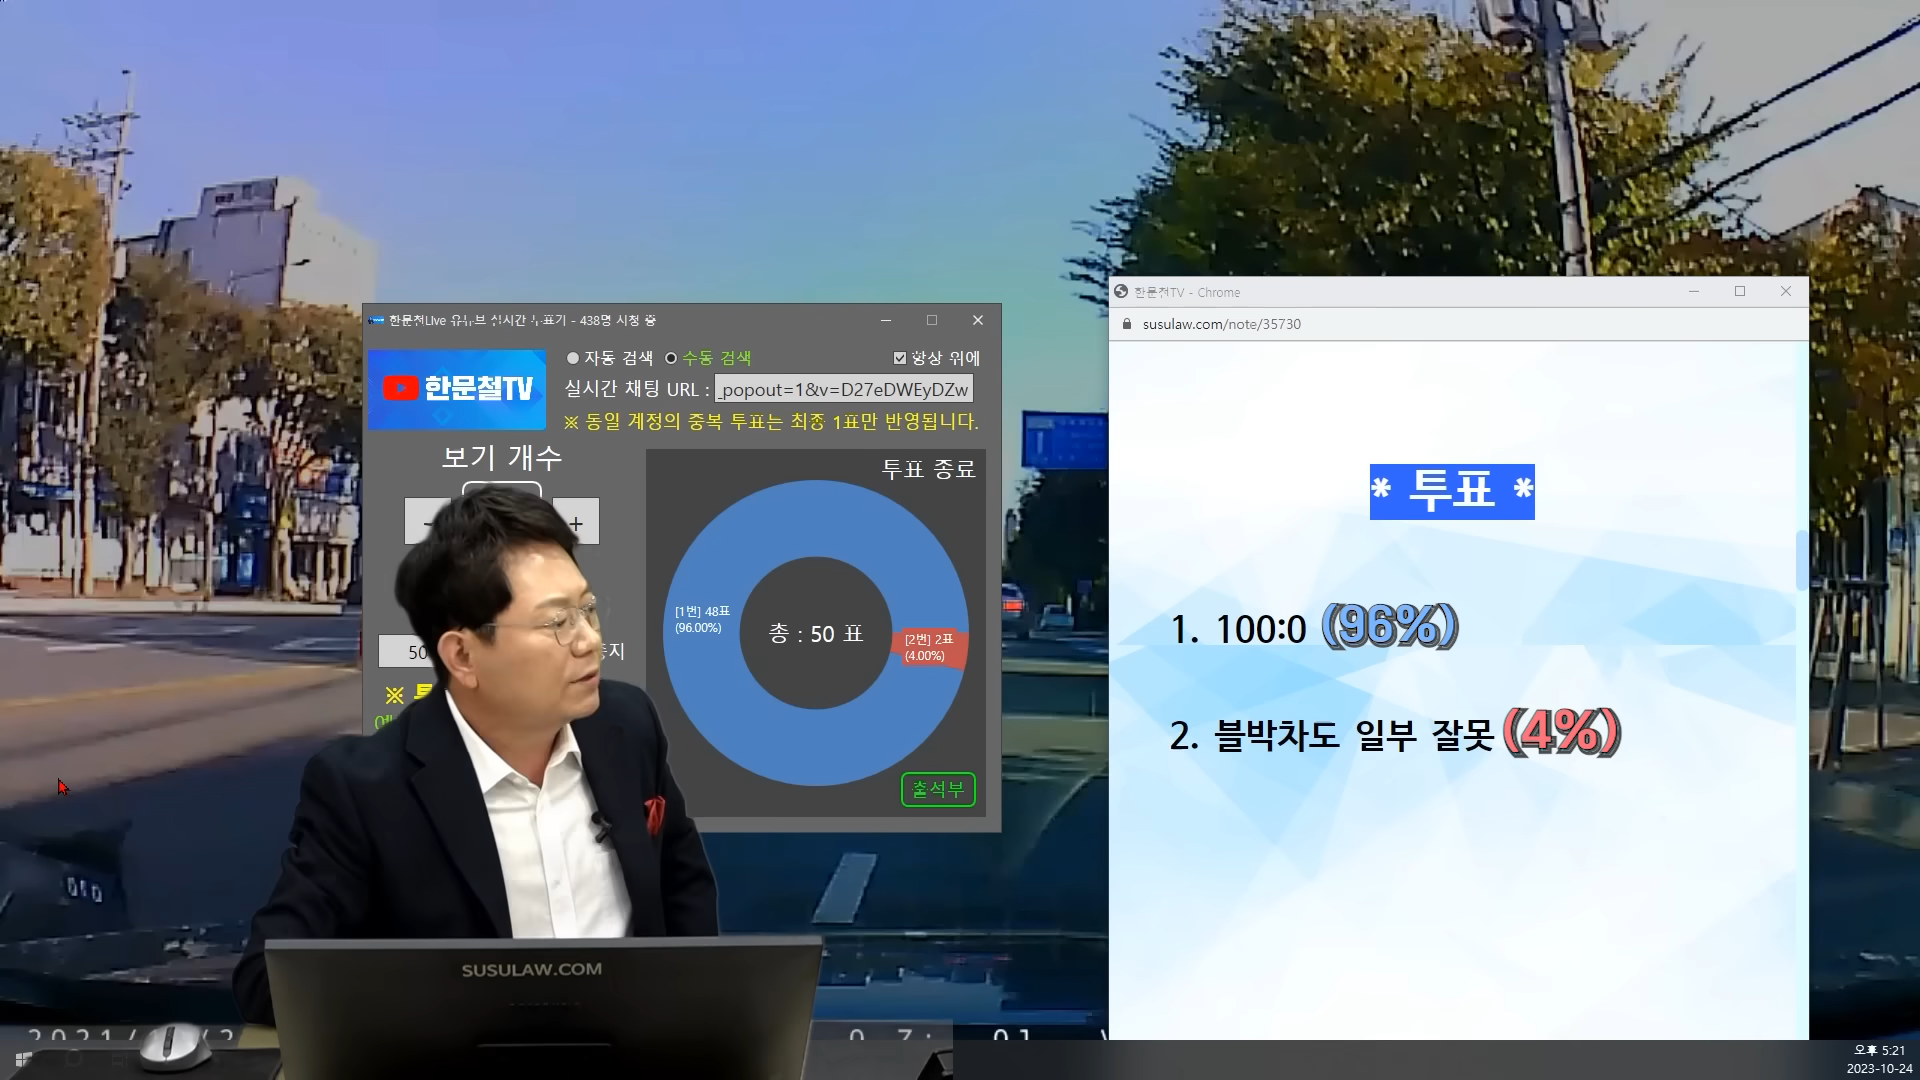 한문철Live 유튜브 실시간 투표기 - 438명 시청 중
한문철TV
자동 검색
수동 검색
항상 위에
실시간 채팅 URL :
_popout=1&v=D27eDWEyDZw
※ 동일 계정의 중복 투표는 최종 1표만 반영됩니다.
보기 개수
-
+
50
중지
※
투표 종료
[1번] 48표
(96.00%)
총 : 50 표
[2번] 2표
(4.00%)
출석부
한문철TV - Chrome
susulaw.com/note/35730
* 투표 *
1. 100:0 (96%)
2. 블박차도 일부 잘못 (4%)
SUSULAW.COM
오후 5:21
2023-10-24